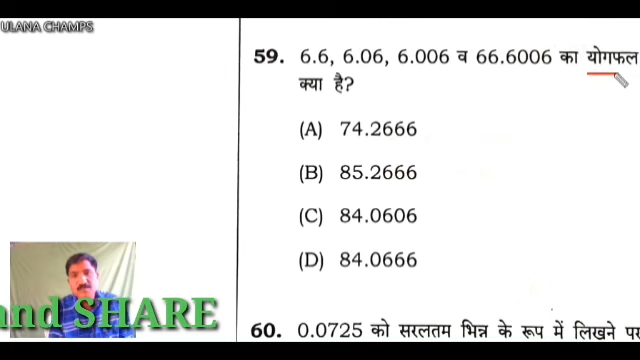 ULANA CHAMPS
59. 6.6, 6.06, 6.006 व 66.6006 का योगफल
क्या है?
(A) 74.2666
(B) 85.2666
(C) 84.0606
(D) 84.0666
and SHARE
60. 0.0725 को सरलतम भिन्न के रूप में लिखने पर